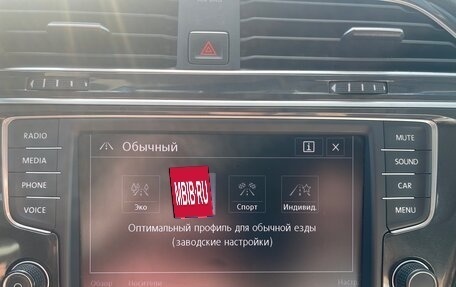 RADIO
MEDIA
PHONE
VOICE
Обычный
i
×
Эко
MBIB.RU
Спорт
Индивид.
Оптимальный профиль для обычной езды
(заводские настройки)
Обзор
MUTE
SOUND
CAR
MENU